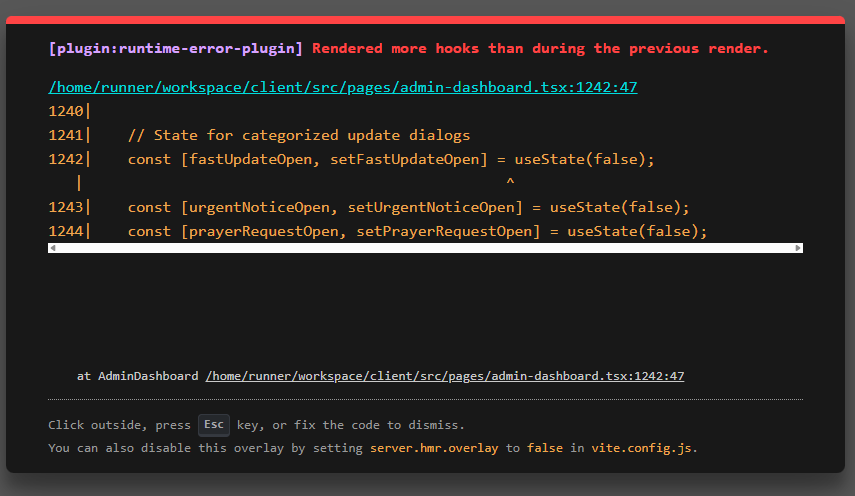 [plugin:runtime-error-plugin] Rendered more hooks than during the previous render.
/home/runner/workspace/client/src/pages/admin-dashboard.tsx:1242:47
1240|
1241|    // State for categorized update dialogs
1242|    const [fastUpdateOpen, setFastUpdateOpen] = useState(false);
   |                                               ^
1243|    const [urgentNoticeOpen, setUrgentNoticeOpen] = useState(false);
1244|    const [prayerRequestOpen, setPrayerRequestOpen] = useState(false);
at AdminDashboard /home/runner/workspace/client/src/pages/admin-dashboard.tsx:1242:47
Click outside, press Esc key, or fix the code to dismiss.
You can also disable this overlay by setting server.hmr.overlay to false in vite.config.js.